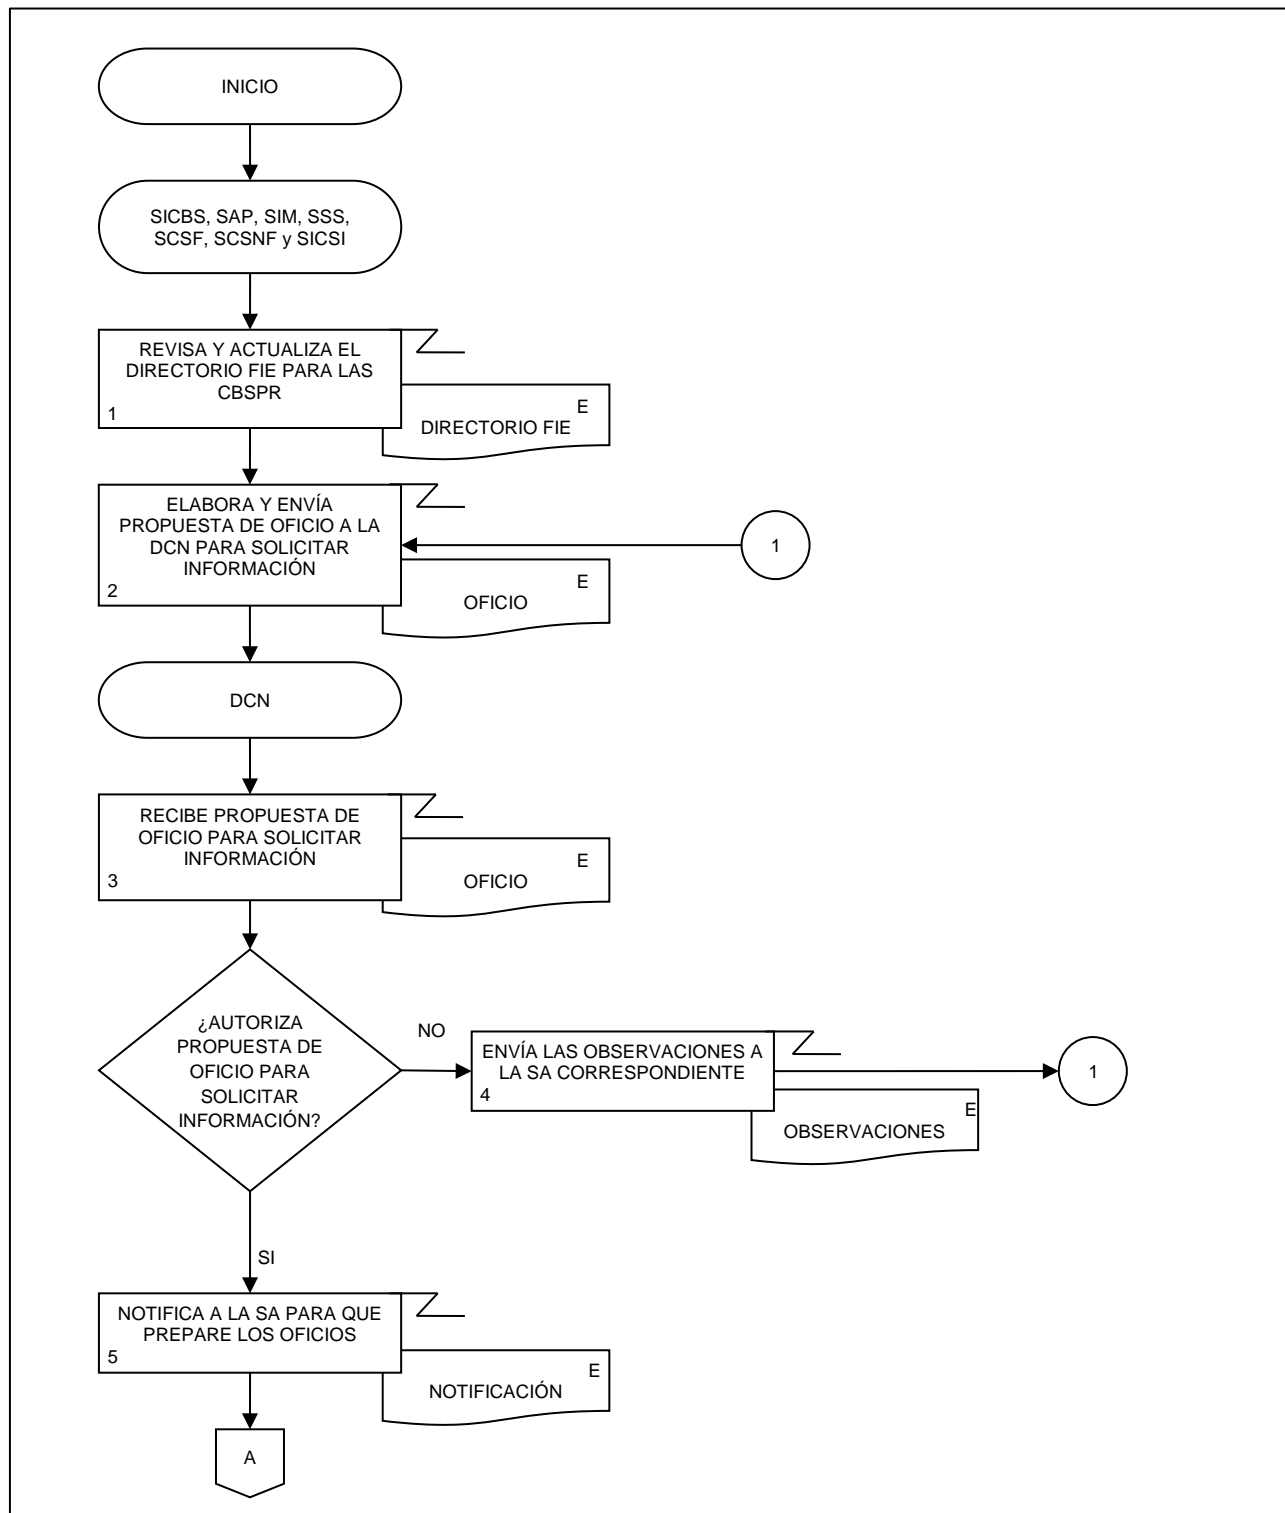 INICIO
SICBS, SAP, SIM, SSS,
SCSF, SCSNF y SICSI
REVISA Y ACTUALIZA EL
DIRECTORIO FIE PARA LAS
CBSPR
1
E
DIRECTORIO FIE
ELABORA Y ENVÍA
PROPUESTA DE OFICIO A LA
DCN PARA SOLICITAR
INFORMACIÓN
2
1
E
OFICIO
DCN
RECIBE PROPUESTA DE
OFICIO PARA SOLICITAR
INFORMACIÓN
3
E
OFICIO
¿AUTORIZA
PROPUESTA DE
OFICIO PARA
SOLICITAR
INFORMACIÓN?
NO
ENVÍA LAS OBSERVACIONES A
LA SA CORRESPONDIENTE
4
1
E
OBSERVACIONES
SI
NOTIFICA A LA SA PARA QUE
PREPARE LOS OFICIOS
5
E
NOTIFICACIÓN
A